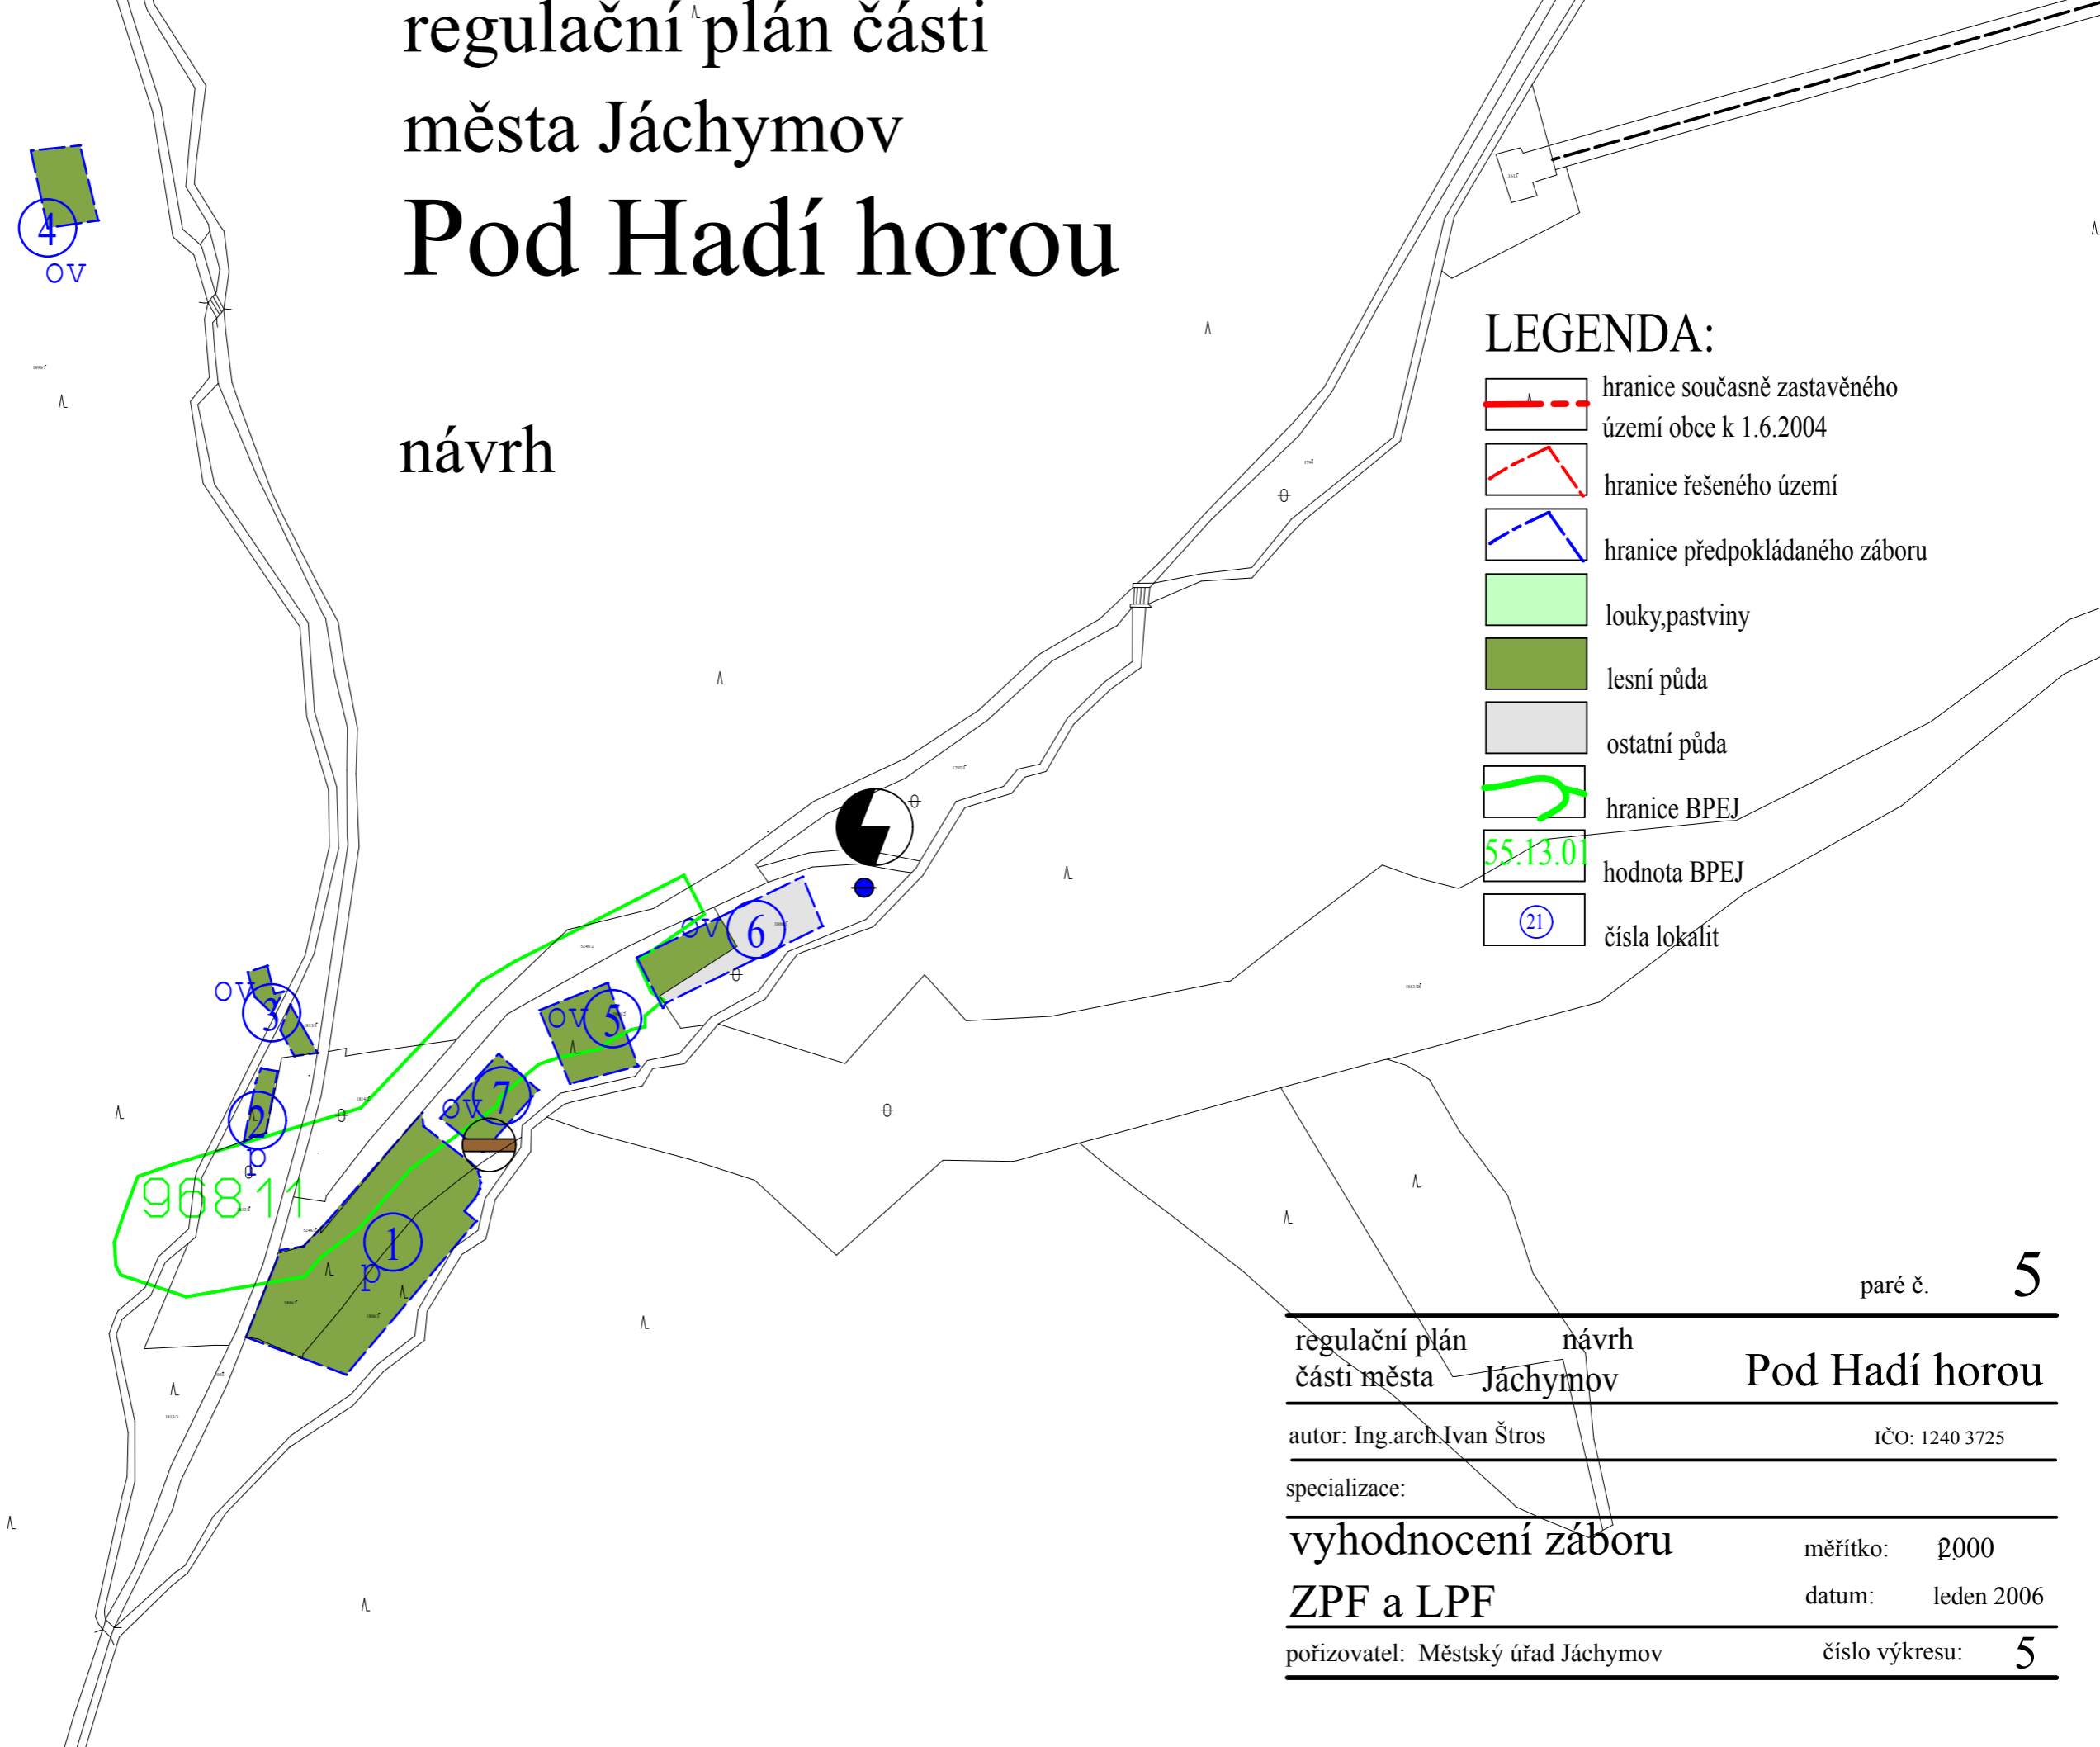 regulační plán části
města Jáchymov
Pod Hadí horou
návrh
4
ov
LEGENDA:
hranice současně zastavěného
území obce k 1.6.2004
hranice řešeného území
hranice předpokládaného záboru
louky,pastviny
lesní půda
ostatní půda
hranice BPEJ
55.13.01
hodnota BPEJ
21
čísla lokalit
ov
6
ov
3
ov
5
ov
7
2
p
96811
1
p
paré č. 5
regulační plán návrh
části města Jáchymov Pod Hadí horou
autor: Ing.arch.Ivan Štros IČO: 1240 3725
specializace:
vyhodnocení záboru
ZPF a LPF
měřítko: 2000
datum: leden 2006
pořizovatel: Městský úřad Jáchymov číslo výkresu: 5